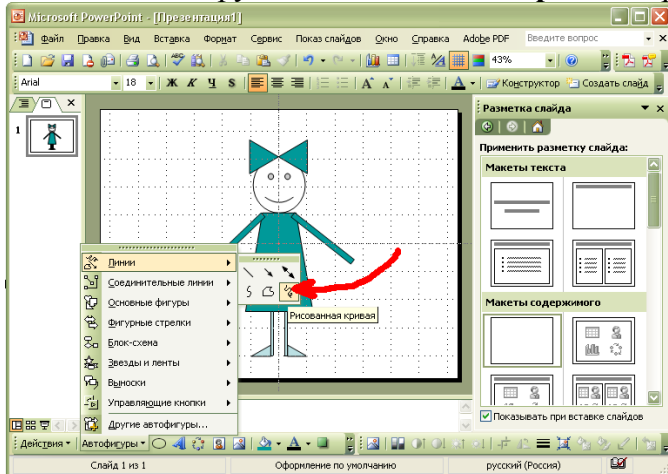 Microsoft PowerPoint - [Презентация1]
Файл Правка Вид Вставка Формат Сервис Показ слайдов Окно Справка Adobe PDF Введите вопрос
43%
Arial 18 Ж К Ч S А А А Конструктор Создать слайд
Разметка слайда
1
Применить разметку слайда:
Макеты текста
Линии
Соединительные линии
Основные фигуры
Фигурные стрелки
Блок-схема
Звезды и ленты
Выноски
Управляющие кнопки
Другие автофигуры...
Рисованная кривая
Макеты содержимого
Показывать при вставке слайдов
Действия Автофигуры А
Слайд 1 из 1 Оформление по умолчанию русский (Россия)